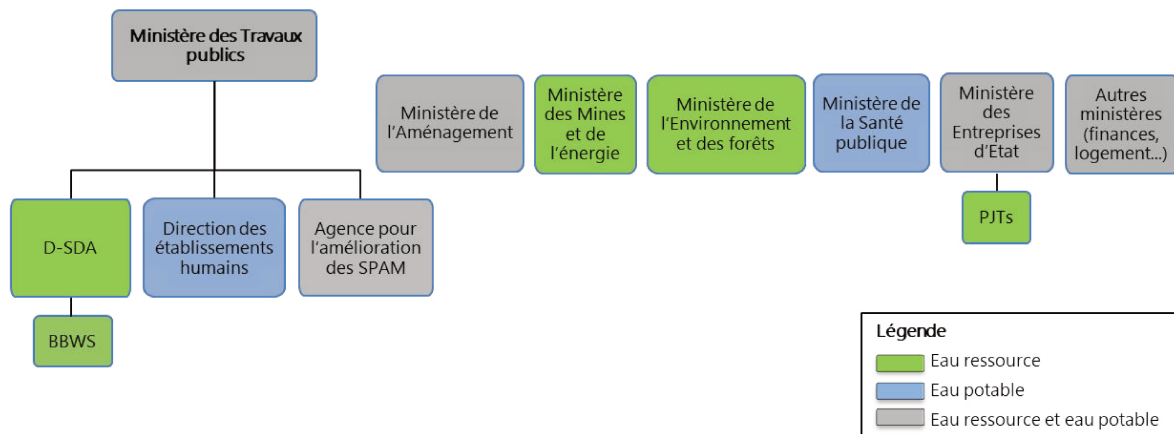 Ministère des Travaux
publics
Ministère de
l'Aménagement
Ministère
des Mines
et de
l'énergie
Ministère de
l'Environnement
et des forêts
Ministère de
la Santé
publique
Ministère
des
Entreprises
d'Etat
Autres
ministères
(finances,
logement...)
D-SDA
Direction des
établissements
humains
Agence pour
l'amélioration
des SPAM
PJTs
BBWS
Légende
Eau ressource
Eau potable
Eau ressource et eau potable